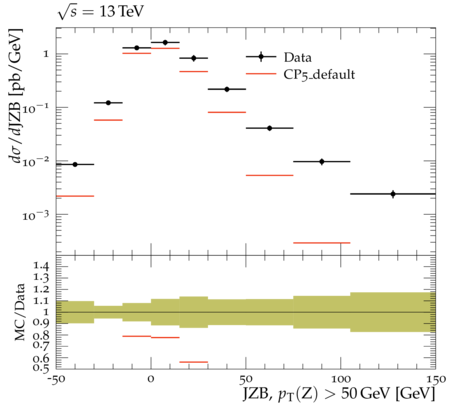 √s = 13 TeV
dσ/dJZB [pb/GeV]
Data
CP5_default
1
10⁻¹
10⁻²
10⁻³
MC/Data
1.4
1.3
1.2
1.1
1
0.9
0.8
0.7
0.6
0.5
-50 0 50 100 150
JZB, p_T(Z) > 50 GeV [GeV]